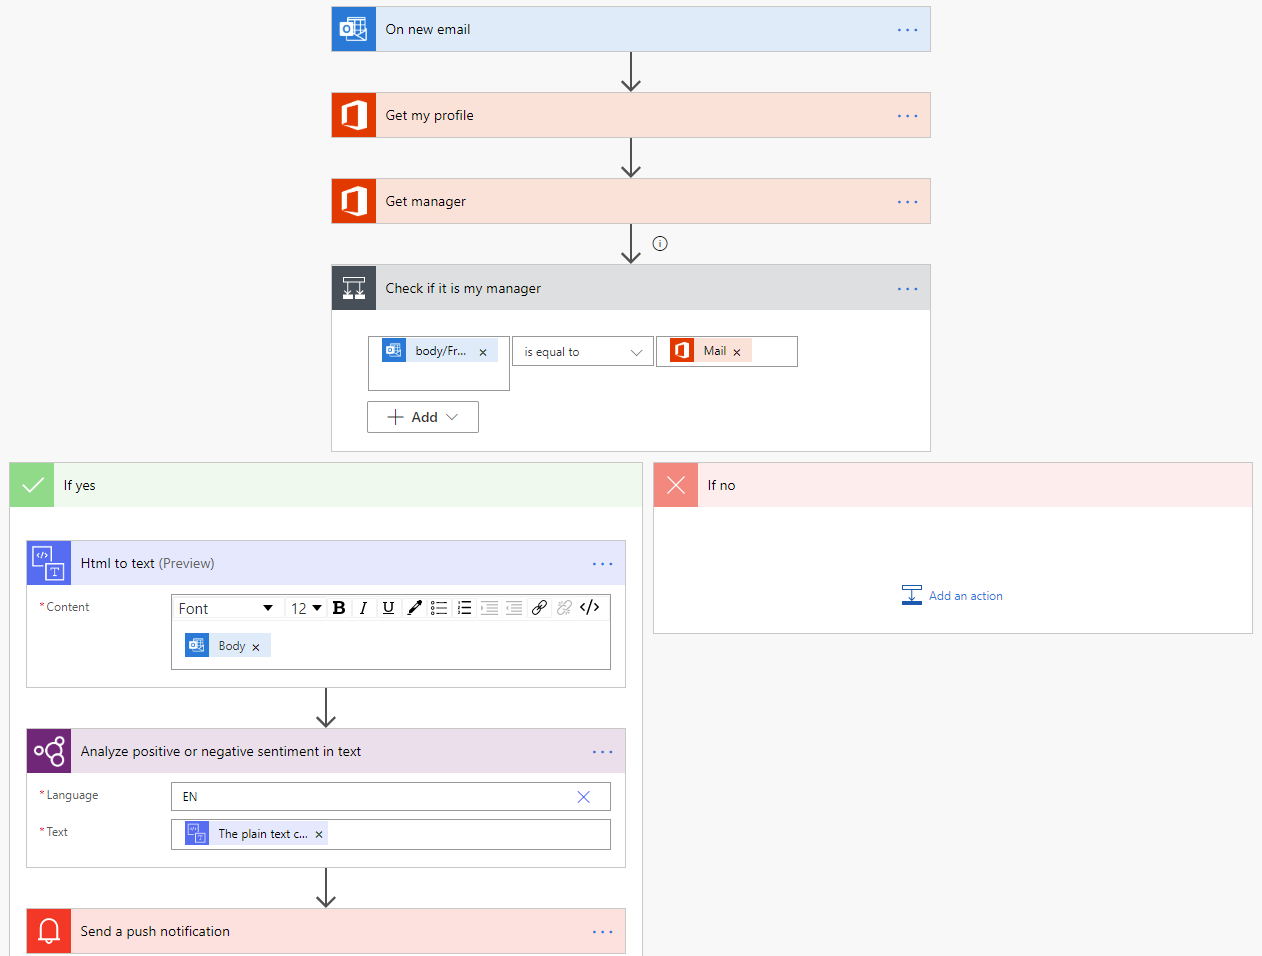 On new email
Get my profile
Get manager
Check if it is my manager
body/Fr...
is equal to
Mail
Add
If yes
If no
Html to text (Preview)
* Content
Font
12
B I U
Body
Add an action
Analyze positive or negative sentiment in text
* Language
EN
* Text
The plain text c...
Send a push notification